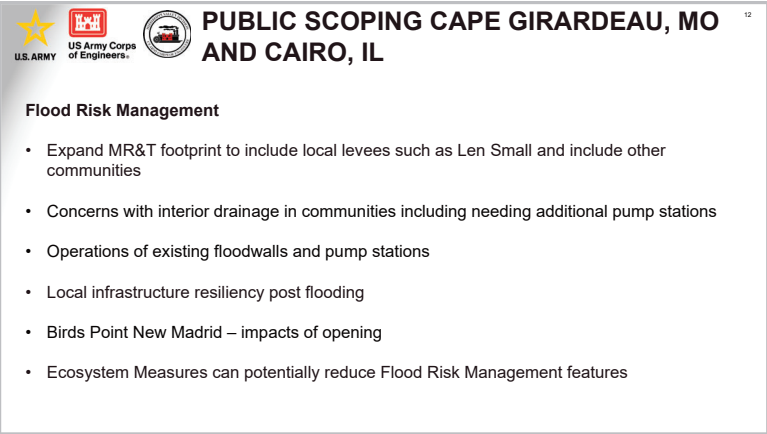 PUBLIC SCOPING CAPE GIRARDEAU, MO
AND CAIRO, IL
12
U.S. ARMY
US Army Corps
of Engineers®
Flood Risk Management
• Expand MR&T footprint to include local levees such as Len Small and include other
communities
• Concerns with interior drainage in communities including needing additional pump stations
• Operations of existing floodwalls and pump stations
• Local infrastructure resiliency post flooding
• Birds Point New Madrid – impacts of opening
• Ecosystem Measures can potentially reduce Flood Risk Management features